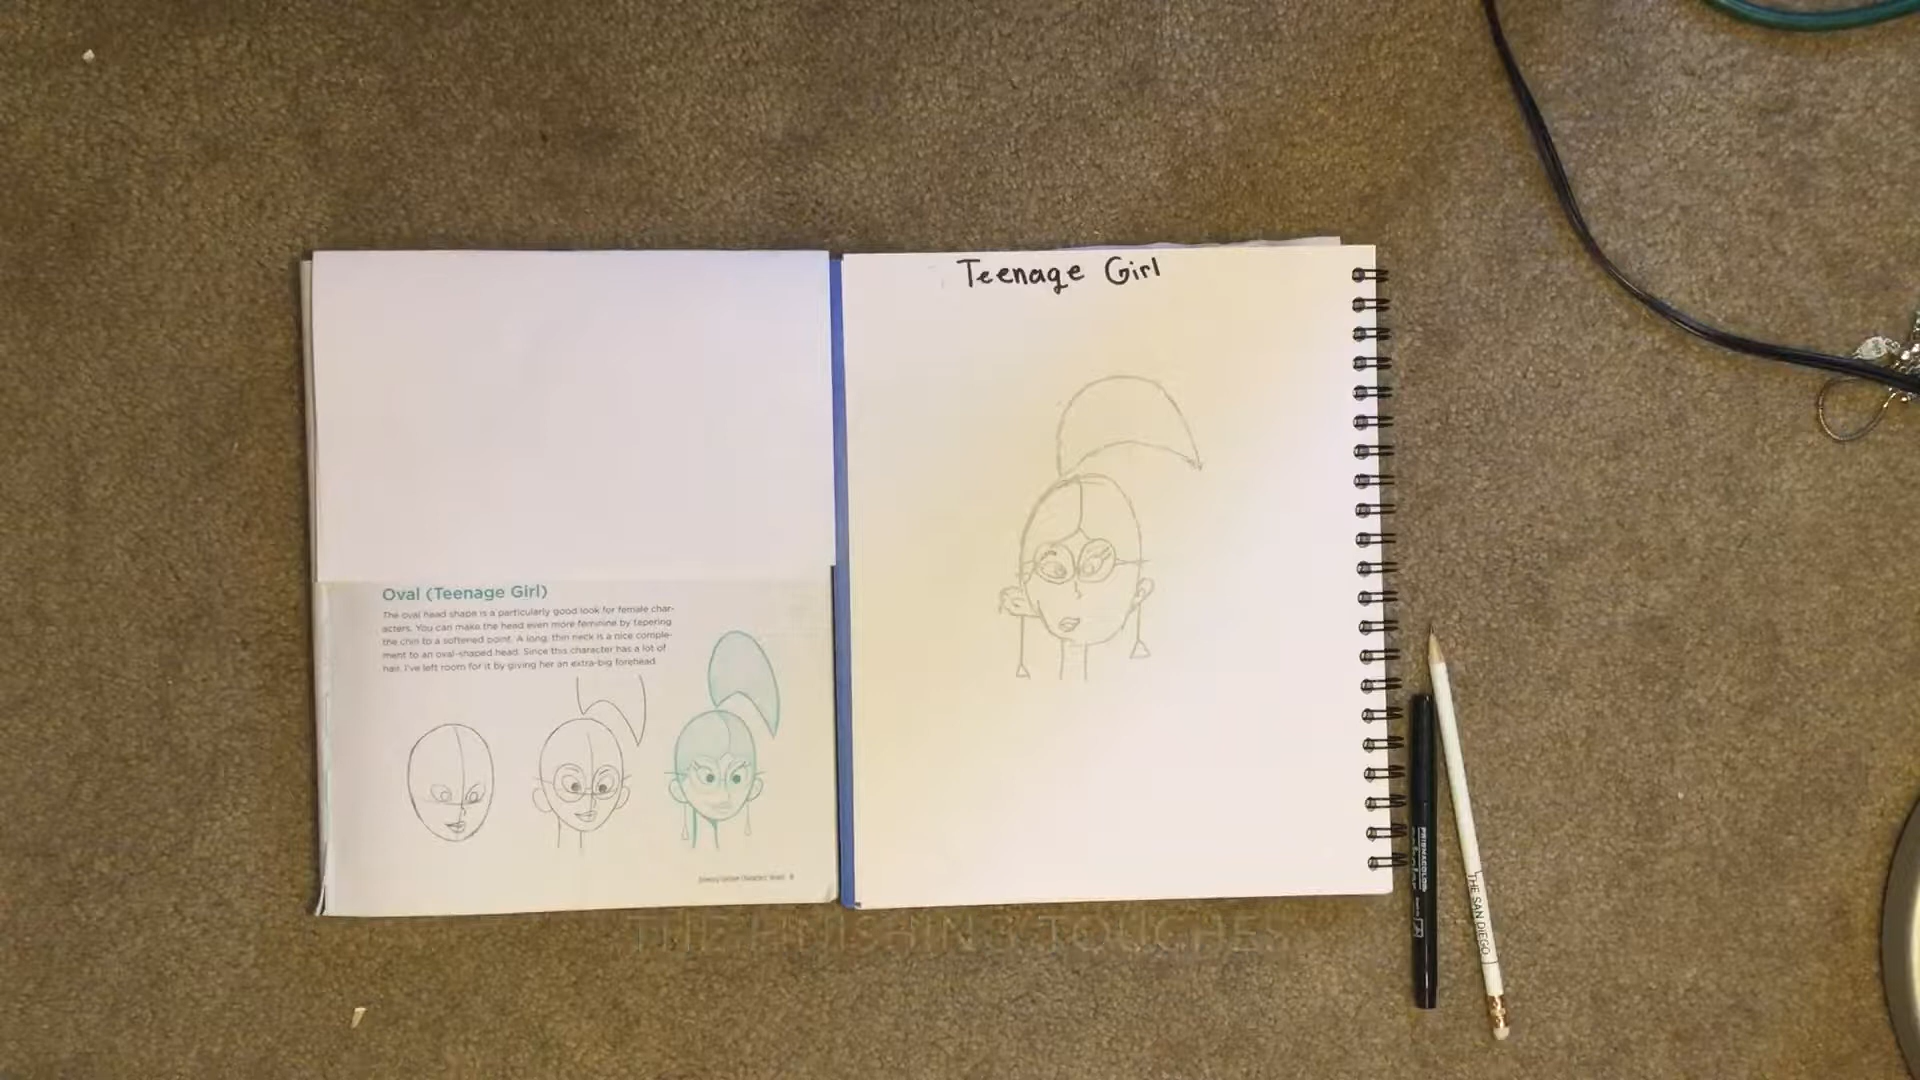 Teenage Girl
Oval (Teenage Girl)
The oval head shape is a particularly good look for female char-
acters. You can make the head even more feminine by tapering
the chin to a softened point. A long, thin neck is a nice comple-
ment to an oval-shaped head. Since this character has a lot of
hair, I've left room for it by giving her an extra-big forehead.
PRISMACOLOR
THE SAN DIEGO
THE FINISHING TOUCHES